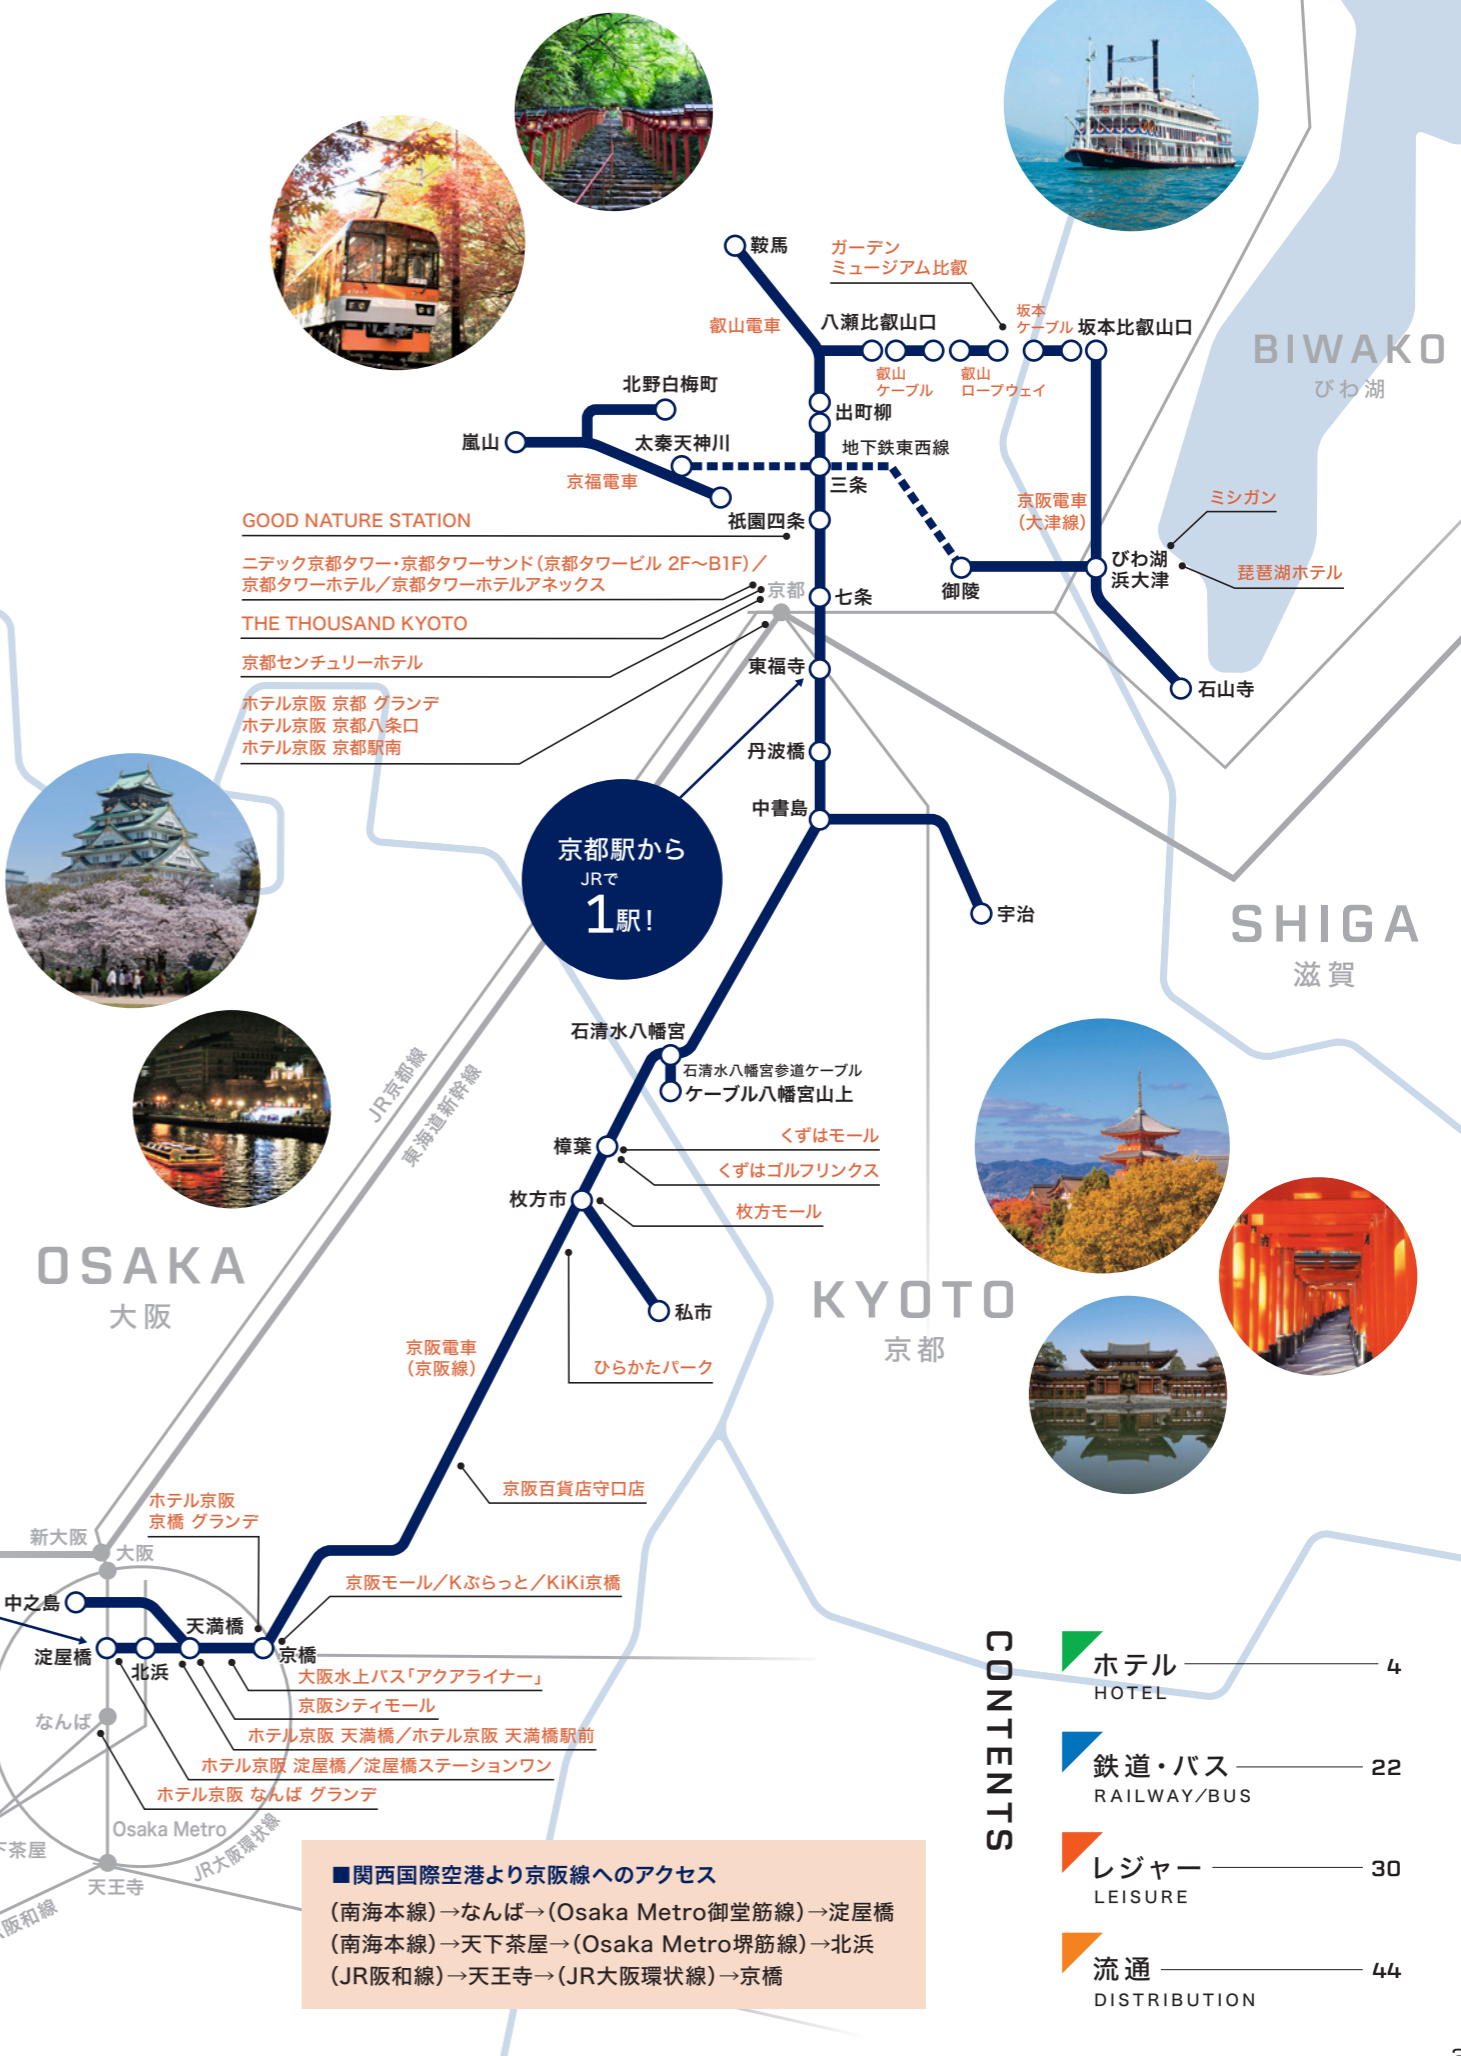 鞍馬
ガーデン
ミュージアム比叡
叡山電車
八瀬比叡山口
坂本
ケーブル
坂本比叡山口
BIWAKO
びわ湖
叡山
ケーブル
叡山
ロープウェイ
北野白梅町
出町柳
嵐山
太秦天神川
地下鉄東西線
京福電車
三条
京阪電車
(大津線)
ミシガン
GOOD NATURE STATION
祇園四条
ニデック京都タワー・京都タワーサンド(京都タワービル 2F〜B1F)/
京都タワーホテル/京都タワーホテルアネックス
京都
七条
御陵
びわ湖
浜大津
琵琶湖ホテル
THE THOUSAND KYOTO
京都センチュリーホテル
東福寺
石山寺
ホテル京阪 京都 グランデ
ホテル京阪 京都八条口
ホテル京阪 京都駅南
丹波橋
中書島
京都駅から
JRで
1駅!
宇治
SHIGA
滋賀
石清水八幡宮
石清水八幡宮参道ケーブル
ケーブル八幡宮山上
JR京都線
東海道新幹線
樟葉
くずはモール
くずはゴルフリンクス
枚方市
枚方モール
OSAKA
大阪
私市
KYOTO
京都
京阪電車
(京阪線)
ひらかたパーク
京阪百貨店守口店
ホテル京阪
京橋 グランデ
新大阪
大阪
京阪モール/Kぶらっと/KiKi京橋
中之島
天満橋
淀屋橋
北浜
京橋
大阪水上バス「アクアライナー」
京阪シティモール
なんば
ホテル京阪 天満橋/ホテル京阪 天満橋駅前
ホテル京阪 淀屋橋/淀屋橋ステーションワン
ホテル京阪 なんば グランデ
Osaka Metro
JR大阪環状線
下茶屋
天王寺
阪和線
■関西国際空港より京阪線へのアクセス
(南海本線)→なんば→(Osaka Metro御堂筋線)→淀屋橋
(南海本線)→天下茶屋→(Osaka Metro堺筋線)→北浜
(JR阪和線)→天王寺→(JR大阪環状線)→京橋
CONTENTS
ホテル 4
HOTEL
鉄道・バス 22
RAILWAY/BUS
レジャー 30
LEISURE
流通 44
DISTRIBUTION